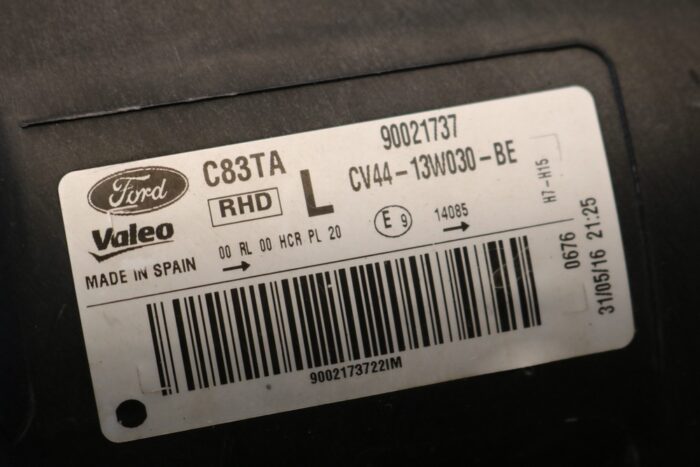 Ford
C83TA
90021737
Valeo
RHD
L
CV44-13W030-BE
H7-H15
MADE IN SPAIN
00 RL 00 HCR PL 20
E 9
14085
9002173722IM
0676
31/05/16 21:25